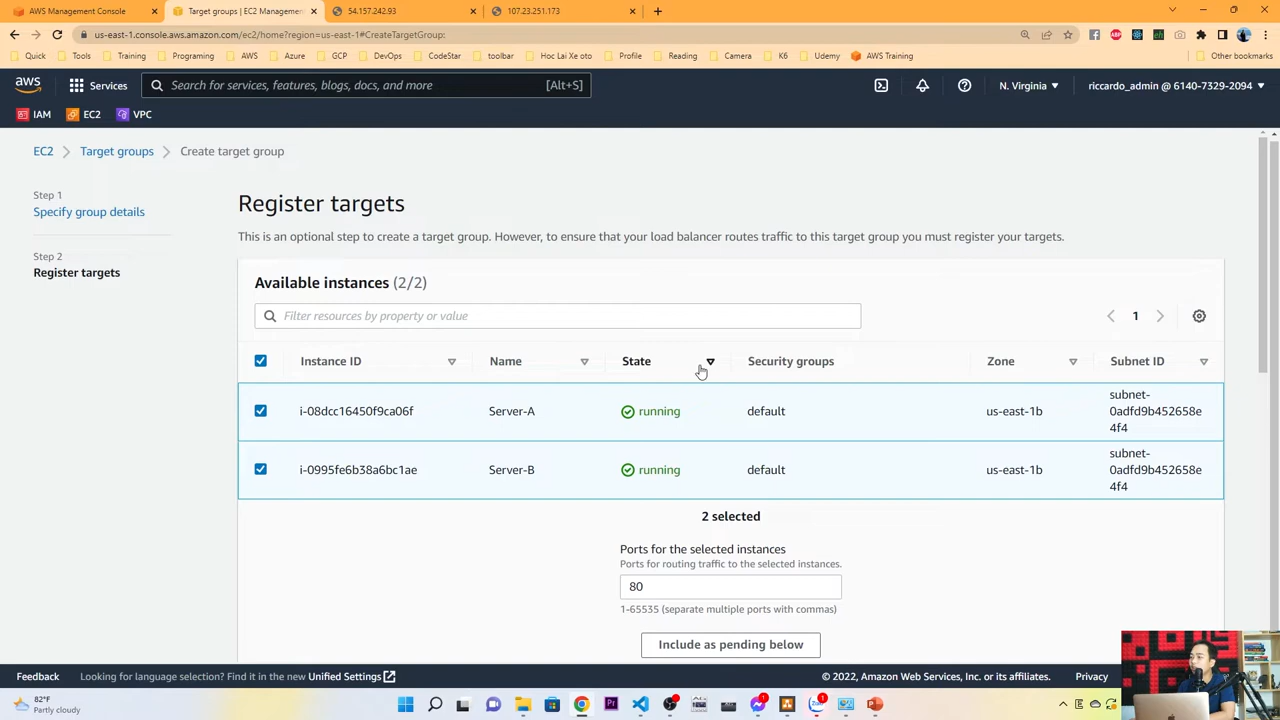 AWS Management Console
Target groups | EC2 Management
54.157.242.93
107.23.251.173
us-east-1.console.aws.amazon.com/ec2/home?region=us-east-1#CreateTargetGroup:
Quick
Tools
Training
Programing
AWS
Azure
GCP
DevOps
CodeStar
toolbar
Hoc Lai Xe oto
Profile
Reading
Camera
K6
Udemy
AWS Training
Other bookmarks
aws
Services
Search for services, features, blogs, docs, and more
[Alt+S]
N. Virginia
riccardo_admin @ 6140-7329-2094
IAM
EC2
VPC
EC2
Target groups
Create target group
Step 1
Specify group details
Step 2
Register targets
Register targets
This is an optional step to create a target group. However, to ensure that your load balancer routes traffic to this target group you must register your targets.
Available instances (2/2)
Filter resources by property or value
1
Instance ID
Name
State
Security groups
Zone
Subnet ID
i-08dcc16450f9ca06f
Server-A
running
default
us-east-1b
subnet-
0adfd9b452658e
4f4
i-0995fe6b38a6bc1ae
Server-B
running
default
us-east-1b
subnet-
0adfd9b452658e
4f4
2 selected
Ports for the selected instances
Ports for routing traffic to the selected instances.
80
1-65535 (separate multiple ports with commas)
Include as pending below
Feedback
Looking for language selection? Find it in the new Unified Settings
© 2022, Amazon Web Services, Inc. or its affiliates.
Privacy
82°F
Partly cloudy